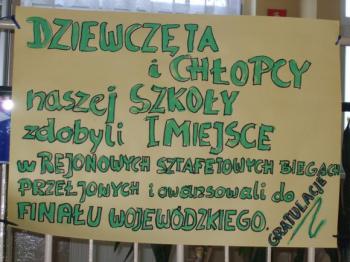 DZIEWCZĘTA
i CHŁOPCY
naszej SZKOŁY
zdobyli I MIEJSCE
w REJONOWYCH SZTAFETOWYCH BIEGACH
PRZEŁAJOWYCH i awansowali do
FINAŁU WOJEWÓDZKIEGO.
GRATULACJE